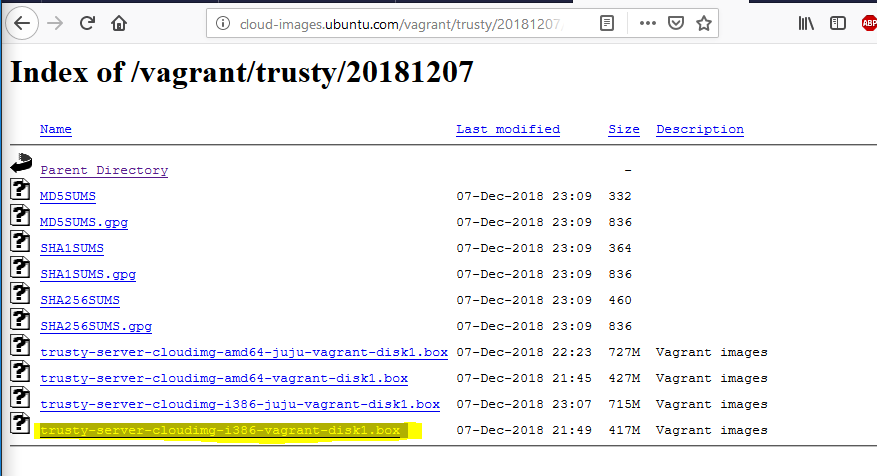 cloud-images.ubuntu.com/vagrant/trusty/20181207/
ABP
Index of /vagrant/trusty/20181207
Name Last modified Size Description
Parent Directory -
MD5SUMS 07-Dec-2018 23:09 332
MD5SUMS.gpg 07-Dec-2018 23:09 836
SHA1SUMS 07-Dec-2018 23:09 364
SHA1SUMS.gpg 07-Dec-2018 23:09 836
SHA256SUMS 07-Dec-2018 23:09 460
SHA256SUMS.gpg 07-Dec-2018 23:09 836
trusty-server-cloudimg-amd64-juju-vagrant-disk1.box 07-Dec-2018 22:23 727M Vagrant images
trusty-server-cloudimg-amd64-vagrant-disk1.box 07-Dec-2018 21:45 427M Vagrant images
trusty-server-cloudimg-i386-juju-vagrant-disk1.box 07-Dec-2018 23:07 715M Vagrant images
trusty-server-cloudimg-i386-vagrant-disk1.box 07-Dec-2018 21:49 417M Vagrant images